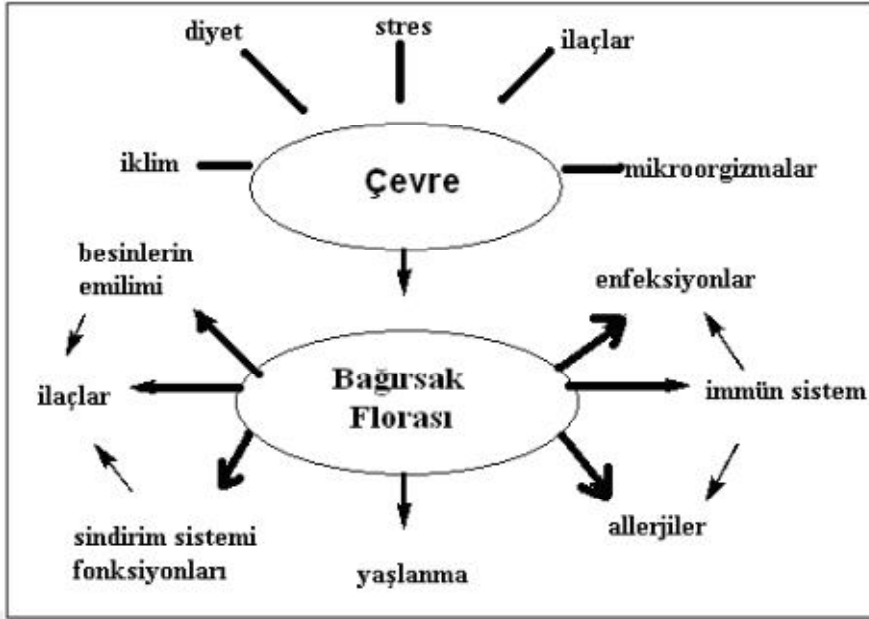 diyet
stres
ilaçlar
iklim
Çevre
mikroorgizmalar
besinlerin
emilimi
enfeksiyonlar
ilaçlar
Bağırsak
Florası
immün sistem
sindirim sistemi
fonksiyonları
yaşlanma
allerjiler